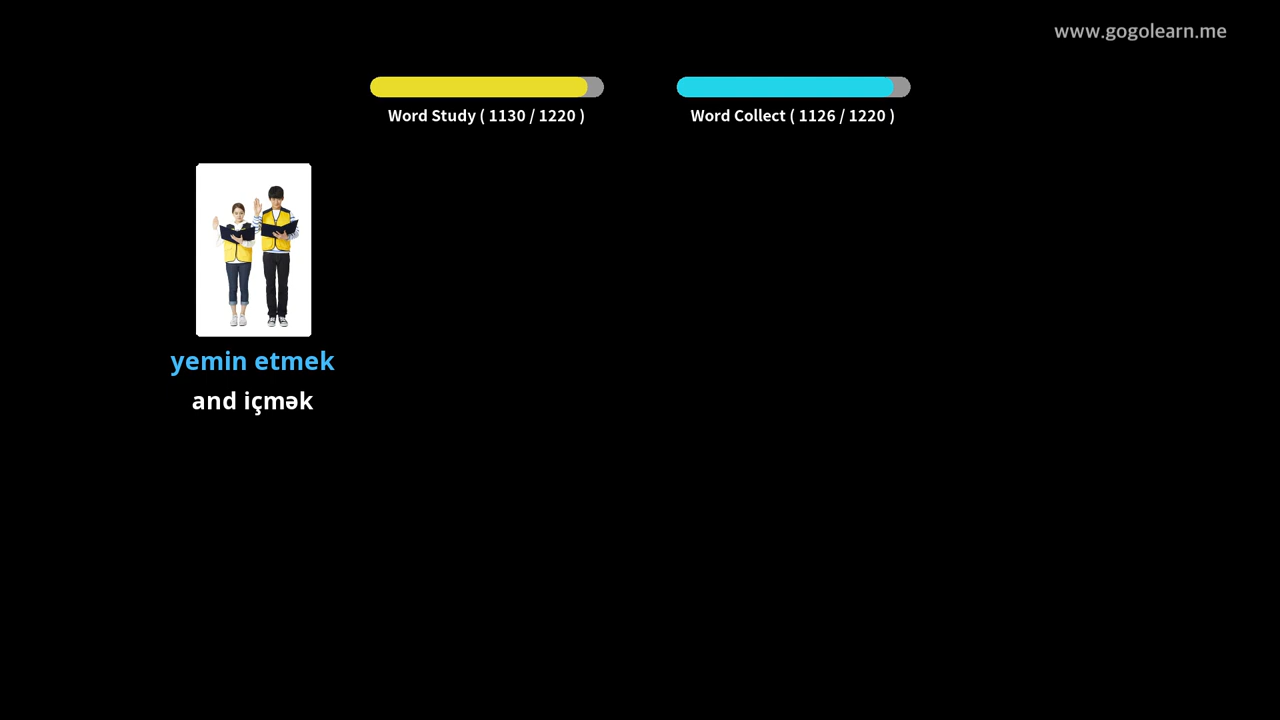 www.gogolearn.me
Word Study ( 1130 / 1220 )
Word Collect ( 1126 / 1220 )
yemin etmek
and içmək